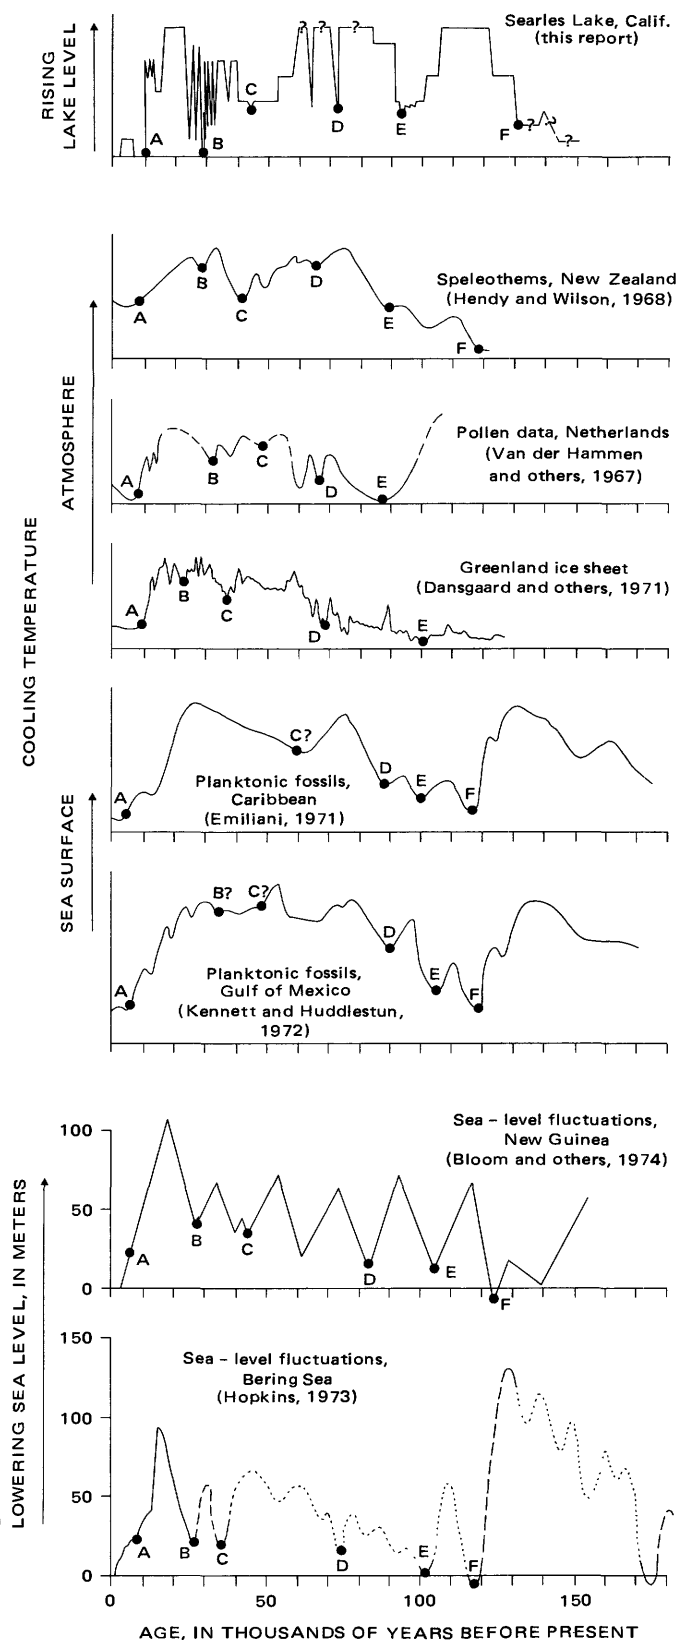 RISING
LAKE LEVEL
Searles Lake, Calif.
(this report)
? ? ?
A B C D E F ? ? ?
COOLING TEMPERATURE
ATMOSPHERE
Speleothems, New Zealand
(Hendy and Wilson, 1968)
A B C D E F
Pollen data, Netherlands
(Van der Hammen
and others, 1967)
A B C D E
Greenland ice sheet
(Dansgaard and others, 1971)
A B C D E
SEA SURFACE
Planktonic fossils,
Caribbean
(Emiliani, 1971)
A C? D E F
Planktonic fossils,
Gulf of Mexico
(Kennett and Huddlestun,
1972)
A B? C? D E F
LOWERING SEA LEVEL, IN METERS
Sea – level fluctuations,
New Guinea
(Bloom and others, 1974)
100
50
0
A B C D E F
Sea – level fluctuations,
Bering Sea
(Hopkins, 1973)
150
100
50
0
A B C D E F
0 50 100 150
AGE, IN THOUSANDS OF YEARS BEFORE PRESENT